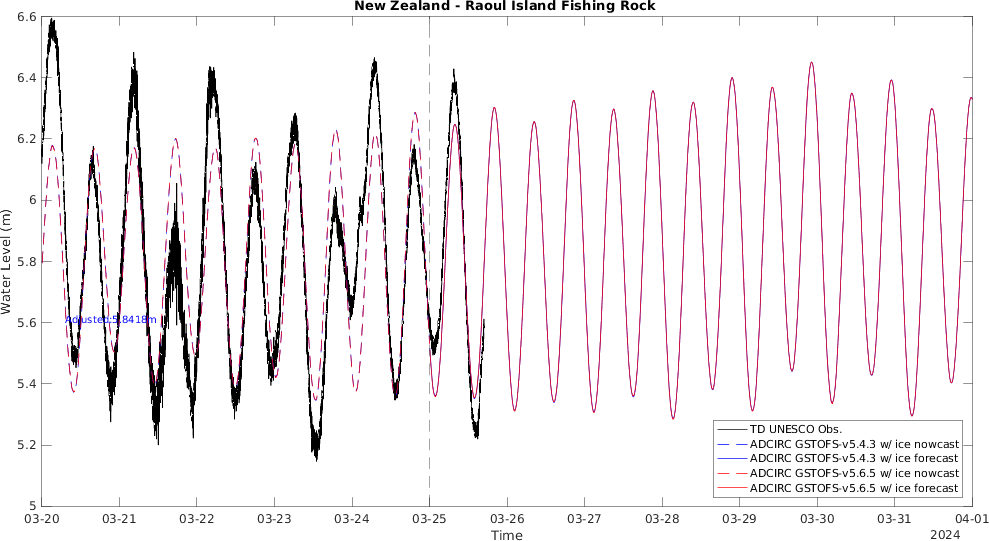 New Zealand - Raoul Island Fishing Rock
6.6
6.4
6.2
6
5.8
5.6
5.4
5.2
5
Water Level (m)
Adjusted:5.8418m
TD UNESCO Obs.
ADCIRC GSTOFS-v5.4.3 w/ ice nowcast
ADCIRC GSTOFS-v5.4.3 w/ ice forecast
ADCIRC GSTOFS-v5.6.5 w/ ice nowcast
ADCIRC GSTOFS-v5.6.5 w/ ice forecast
03-20 03-21 03-22 03-23 03-24 03-25 03-26 03-27 03-28 03-29 03-30 03-31 04-01
Time
2024